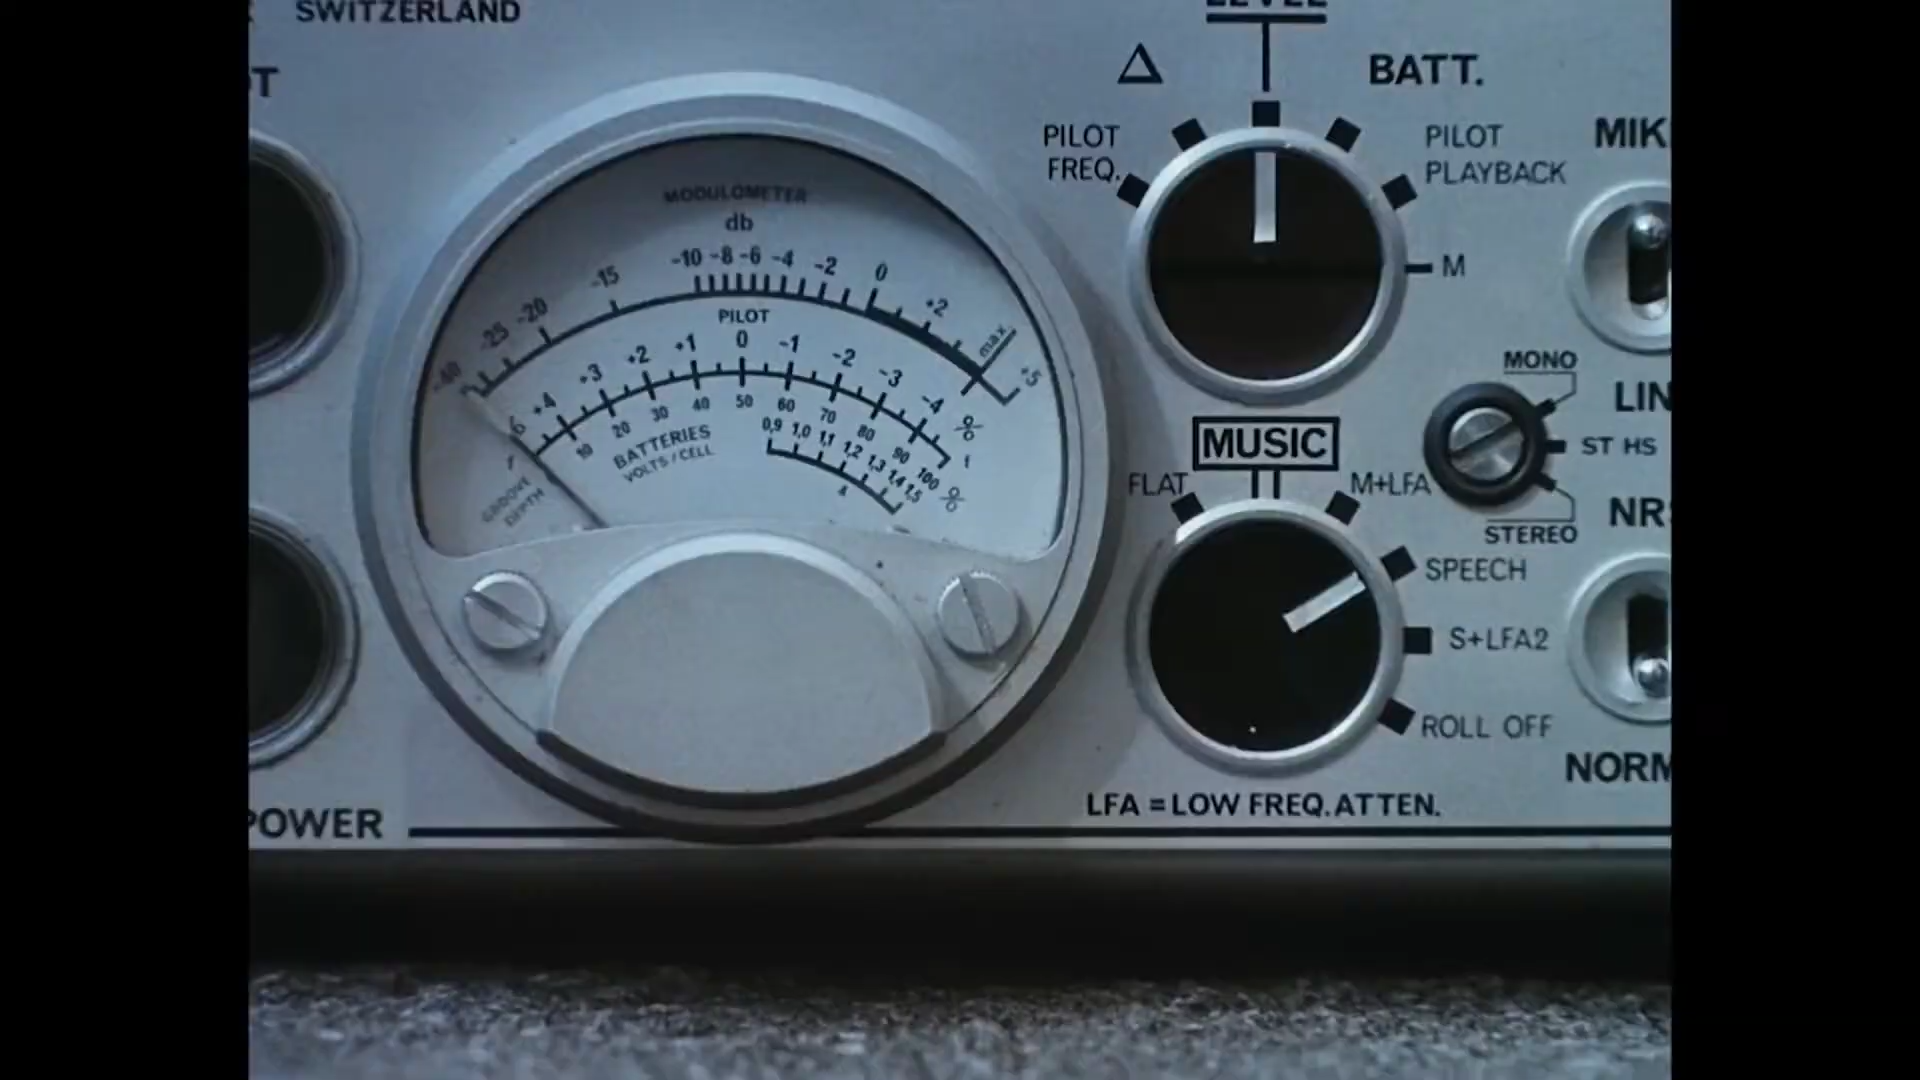 SWITZERLAND
LEVEL
BATT.
PILOT
FREQ.
PILOT
PLAYBACK
M
MODULOMETER
db
-40 -25 -20 -15 -10 -8 -6 -4 -2 0 +2 max +5
PILOT
+4 +3 +2 +1 0 -1 -2 -3 -4 %
10 20 30 40 50 60 70 80 90 100 %
BATTERIES
VOLTS/CELL
0,9 1,0 1,1 1,2 1,3 1,4 1,5
GROOVE
DEPTH
MONO
ST HS
STEREO
MUSIC
FLAT
M+LFA
SPEECH
S+LFA2
ROLL OFF
LFA = LOW FREQ. ATTEN.
MIK
LIN
NRS
NORM
POWER